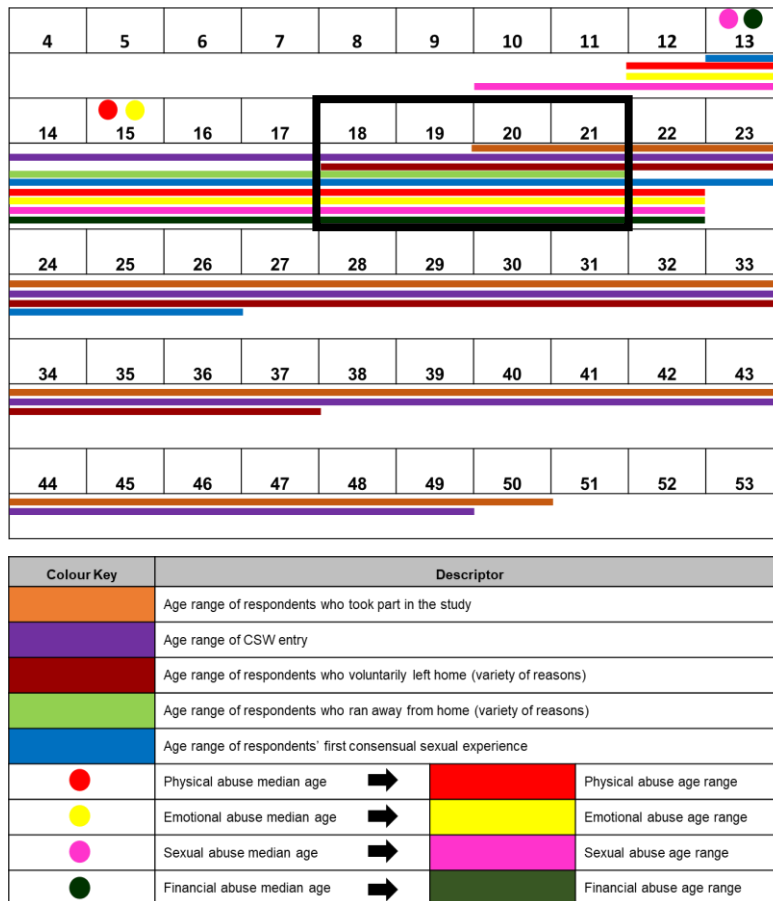 4 5 6 7 8 9 10 11 12 13
14 15 16 17 18 19 20 21 22 23
24 25 26 27 28 29 30 31 32 33
34 35 36 37 38 39 40 41 42 43
44 45 46 47 48 49 50 51 52 53
Colour Key Descriptor
Age range of respondents who took part in the study
Age range of CSW entry
Age range of respondents who voluntarily left home (variety of reasons)
Age range of respondents who ran away from home (variety of reasons)
Age range of respondents' first consensual sexual experience
Physical abuse median age Physical abuse age range
Emotional abuse median age Emotional abuse age range
Sexual abuse median age Sexual abuse age range
Financial abuse median age Financial abuse age range